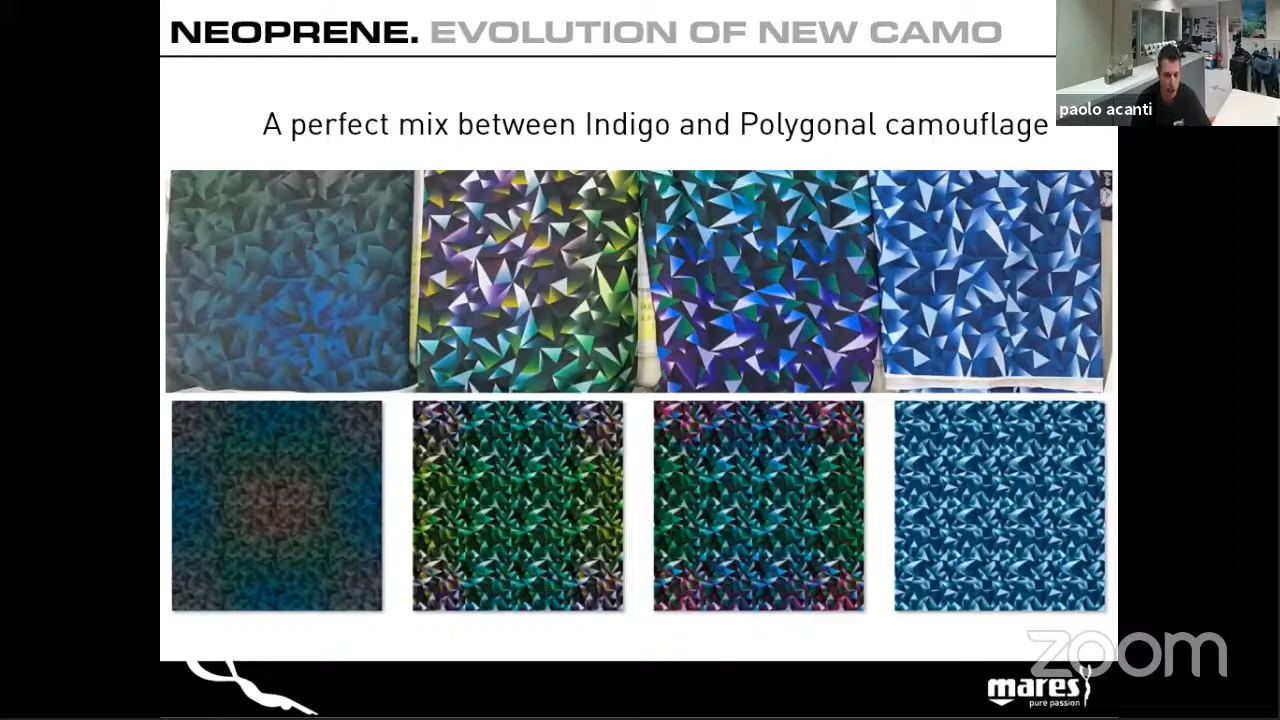 NEOPRENE. EVOLUTION OF NEW CAMO
paolo acanti
A perfect mix between Indigo and Polygonal camouflage
zoom
mares
pure passion